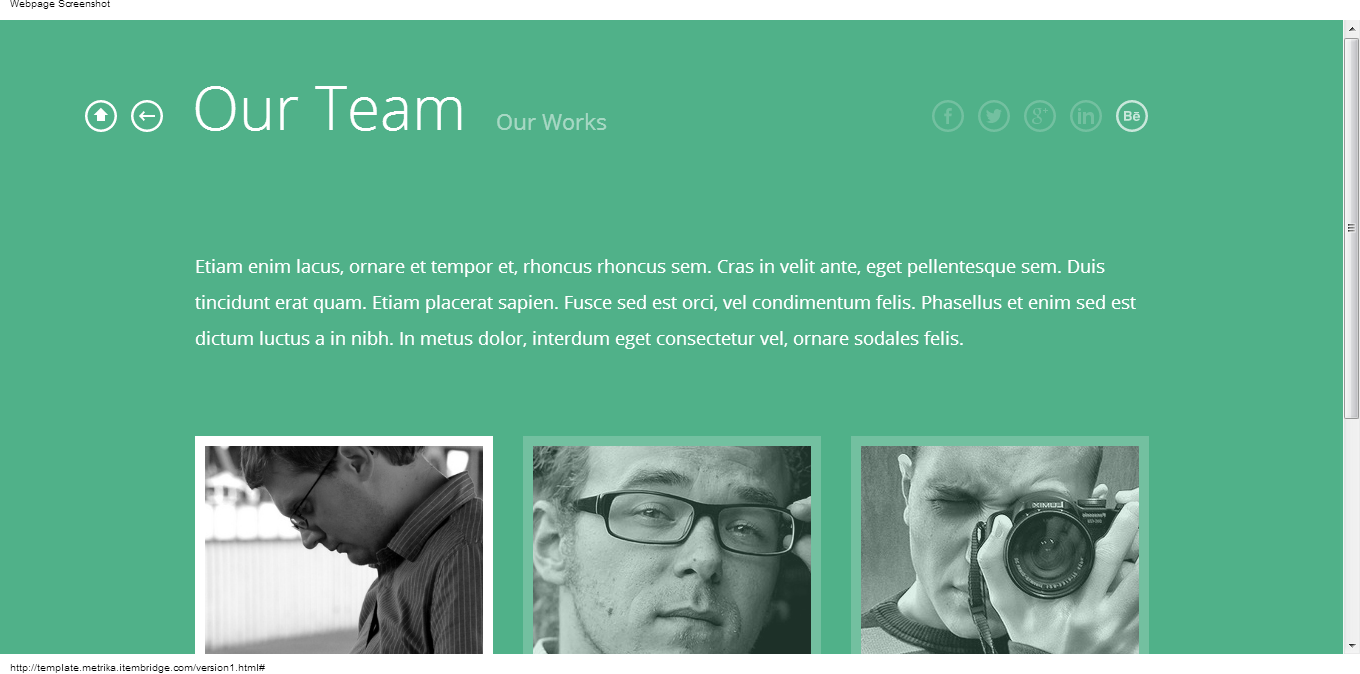 Webpage Screenshot
Our Team Our Works
Bē
Etiam enim lacus, ornare et tempor et, rhoncus rhoncus sem. Cras in velit ante, eget pellentesque sem. Duis
tincidunt erat quam. Etiam placerat sapien. Fusce sed est orci, vel condimentum felis. Phasellus et enim sed est
dictum luctus a in nibh. In metus dolor, interdum eget consectetur vel, ornare sodales felis.
LUMIX
http://template.metrika.itembridge.com/version1.html#